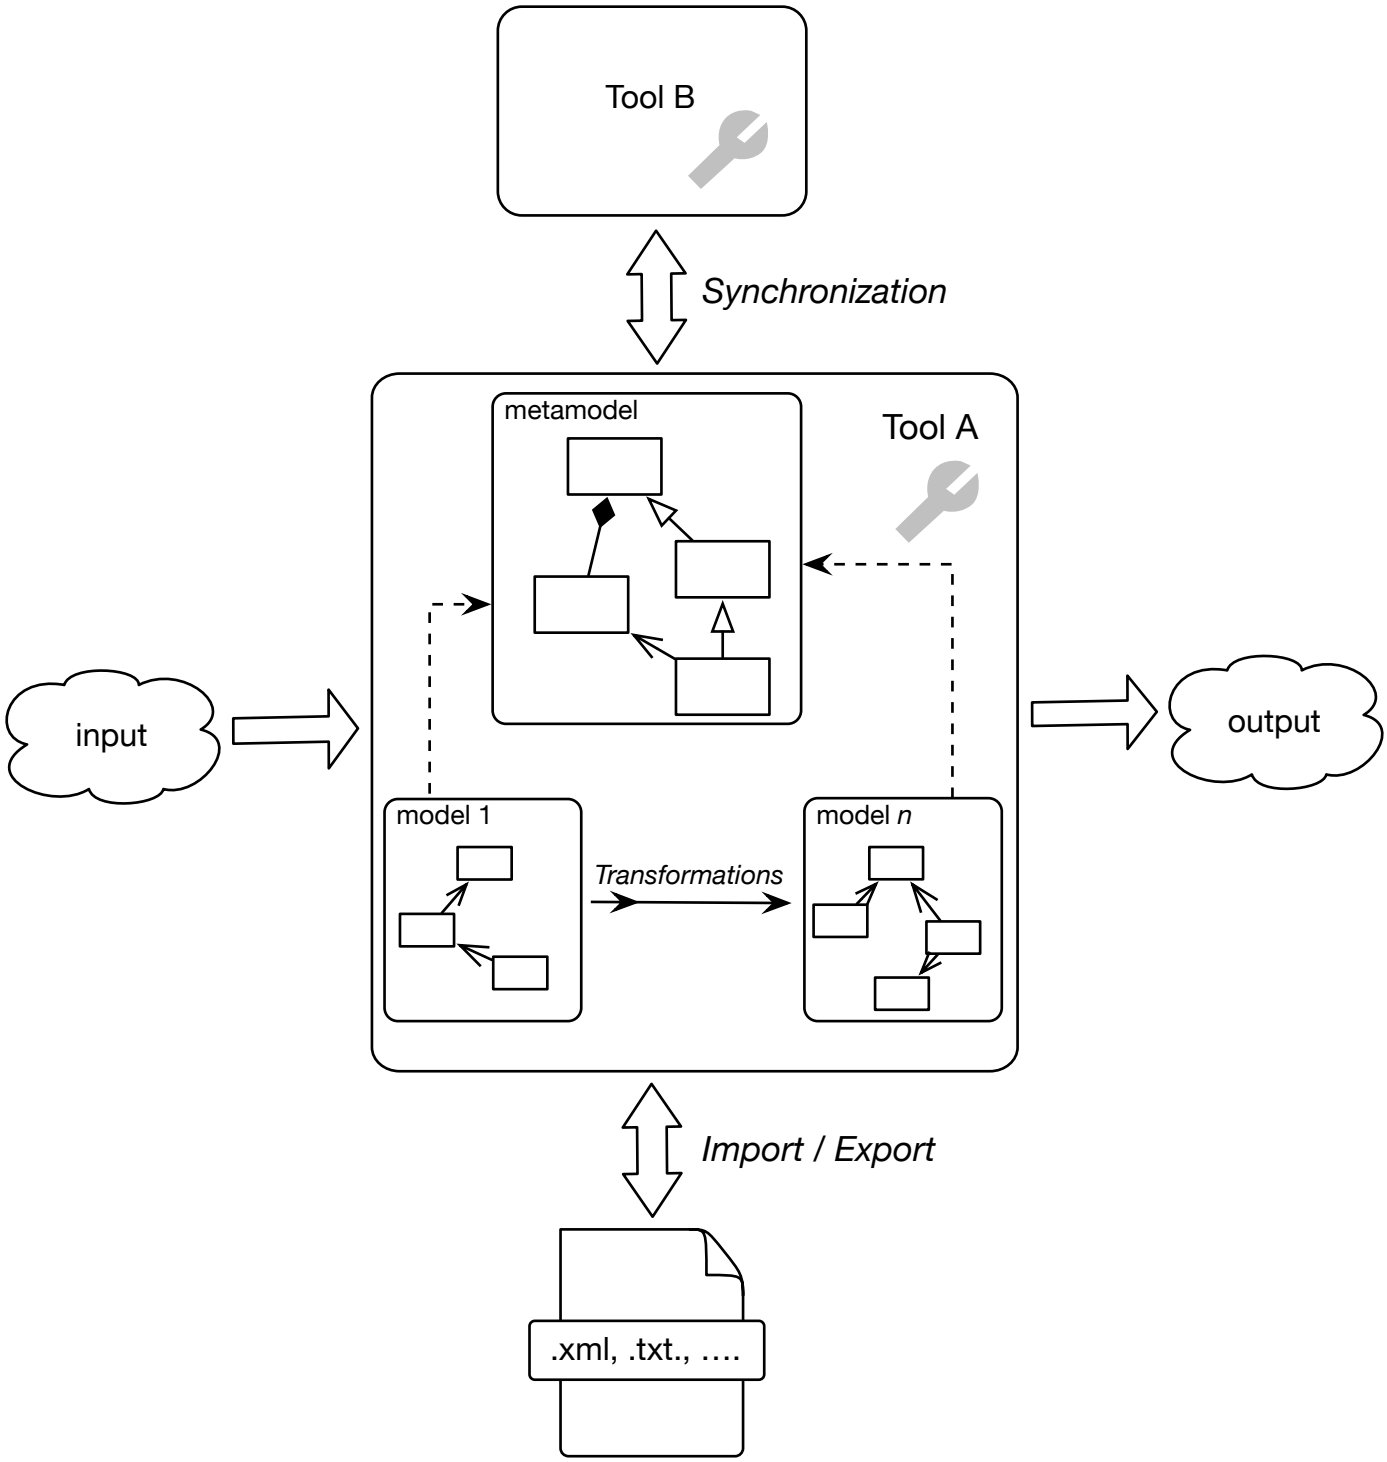 Tool B
Synchronization
metamodel
Tool A
input
output
model 1
Transformations
model n
Import / Export
.xml, .txt., ....